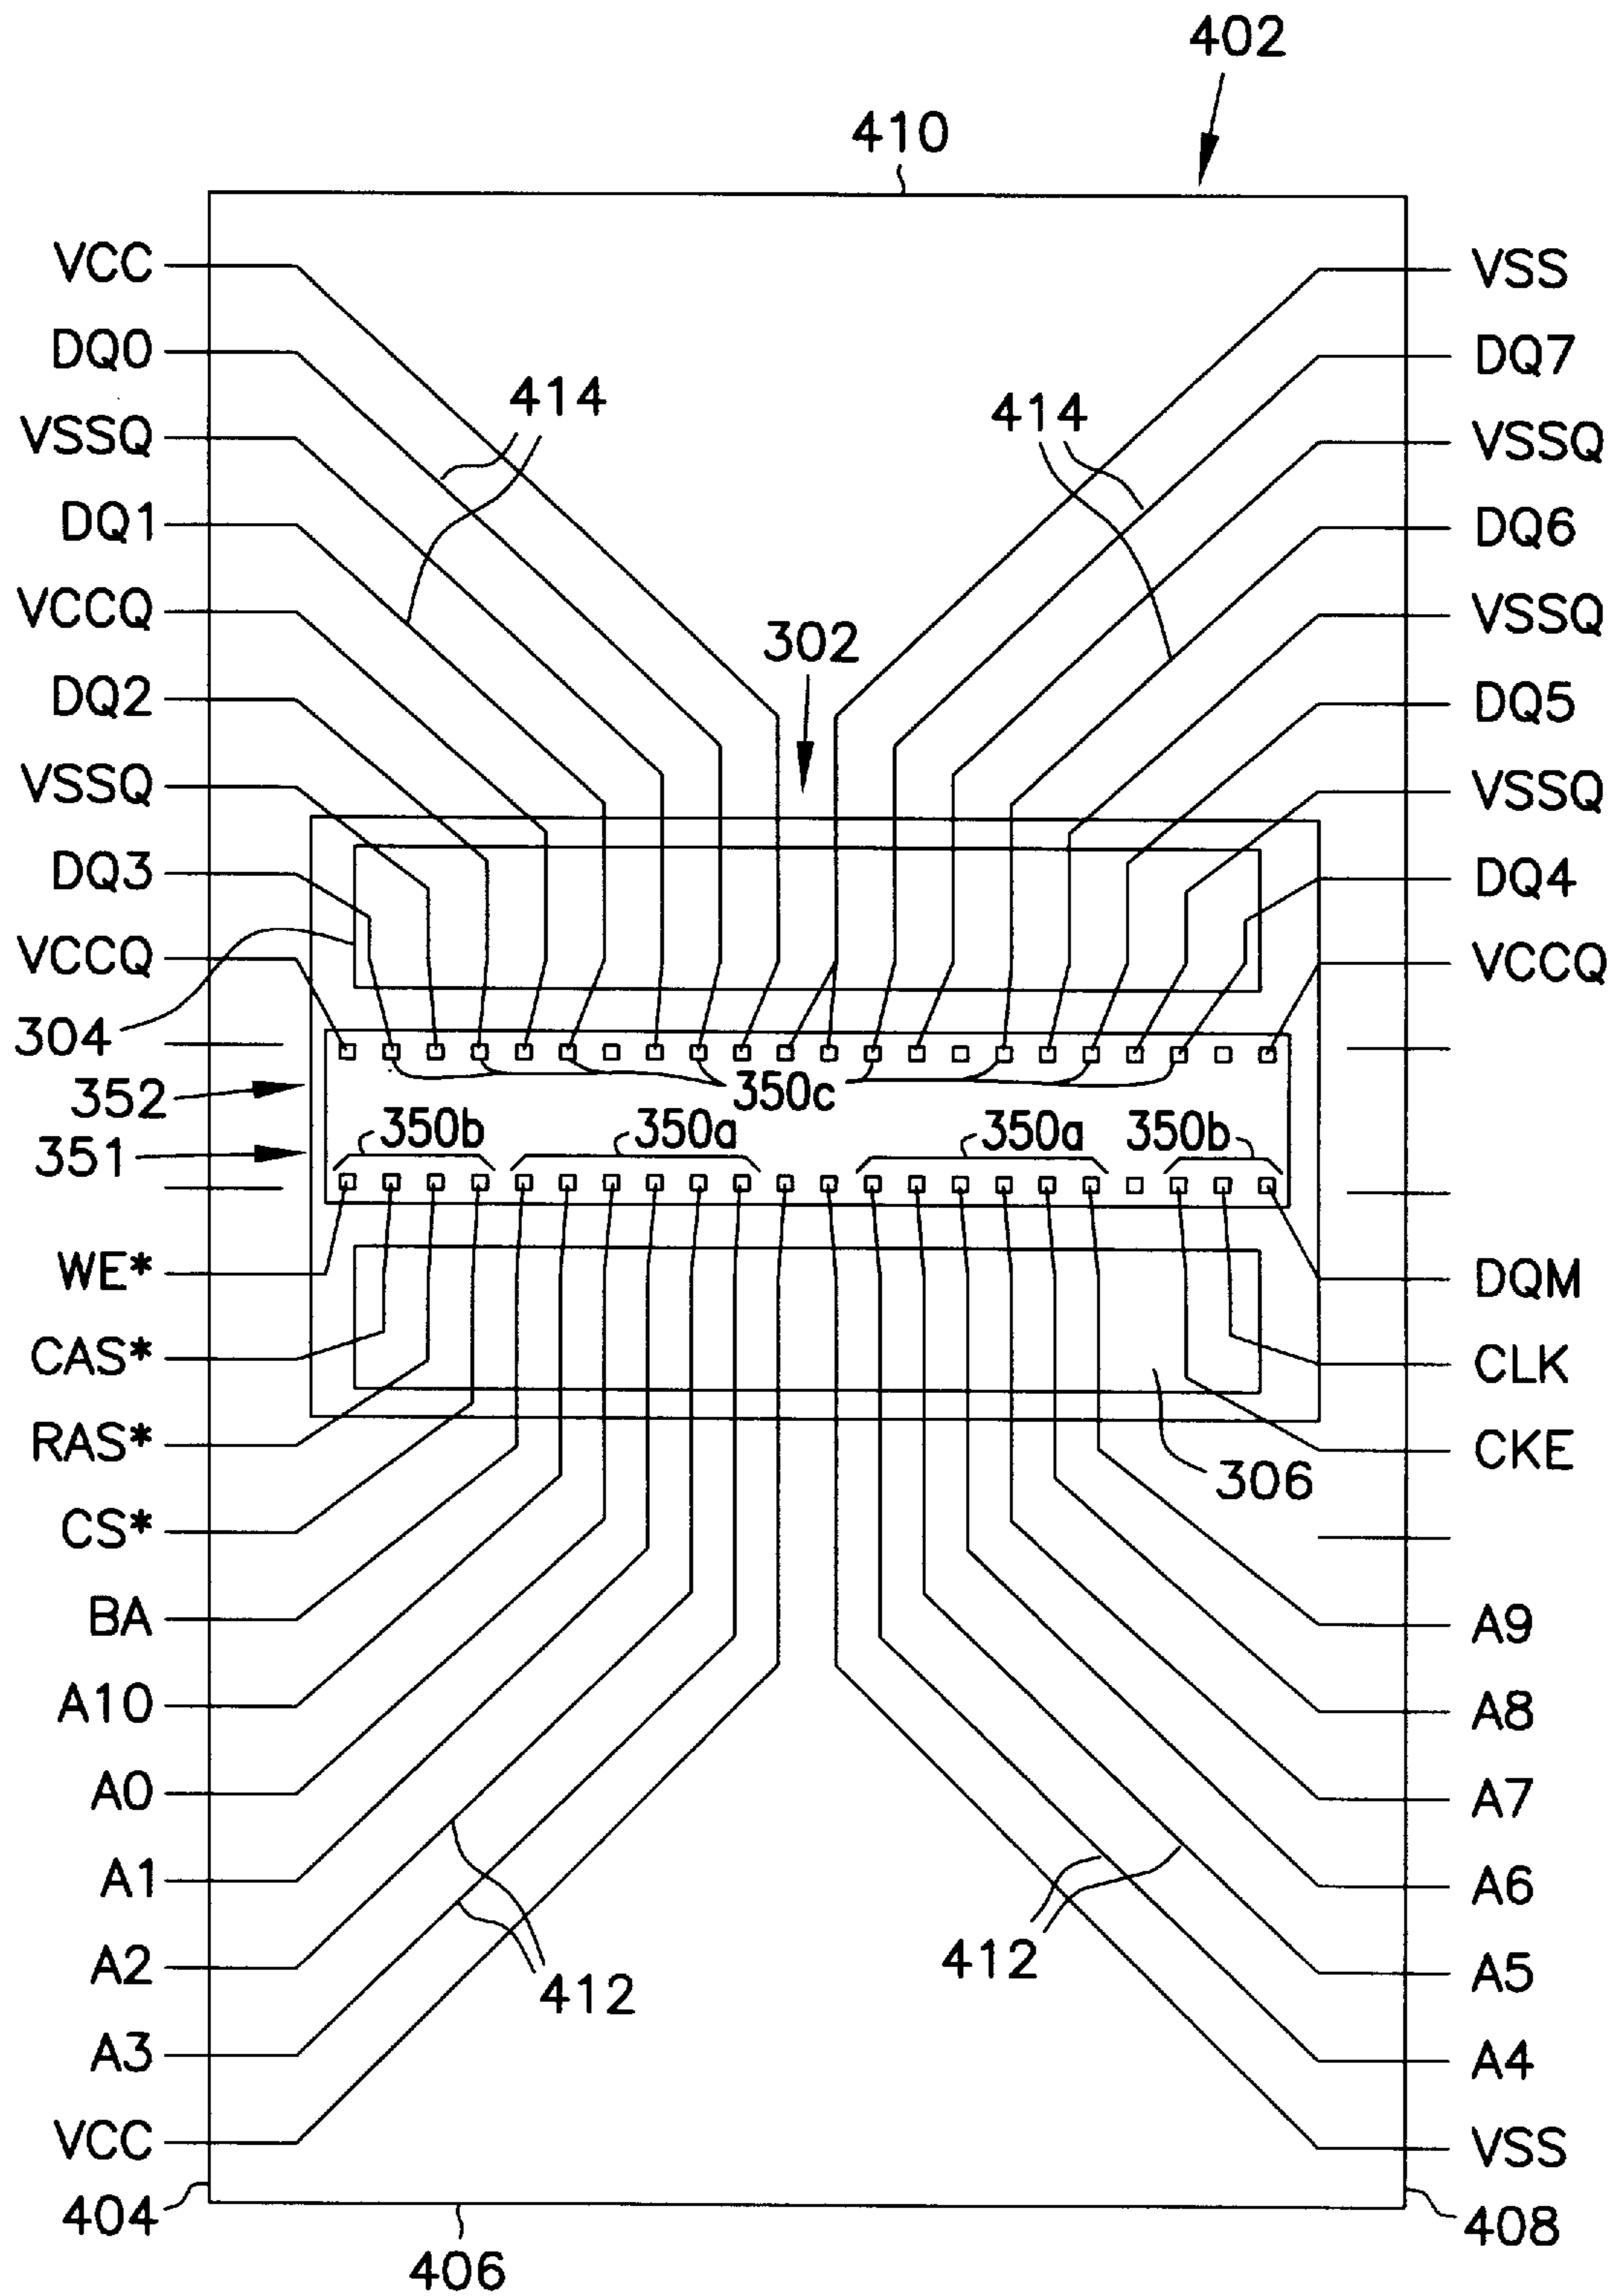 402
410
VCC
VSS
DQ0
DQ7
414
414
VSSQ
VSSQ
DQ1
DQ6
VCCQ
302
VSSQ
DQ2
DQ5
VSSQ
VSSQ
DQ3
DQ4
VCCQ
VCCQ
304
352
350c
351
350b
350a
350a
350b
WE*
DQM
CAS*
CLK
RAS*
CKE
306
CS*
BA
A9
A10
A8
A0
A7
A1
A6
412
412
A2
A5
A3
A4
VCC
VSS
404
408
406